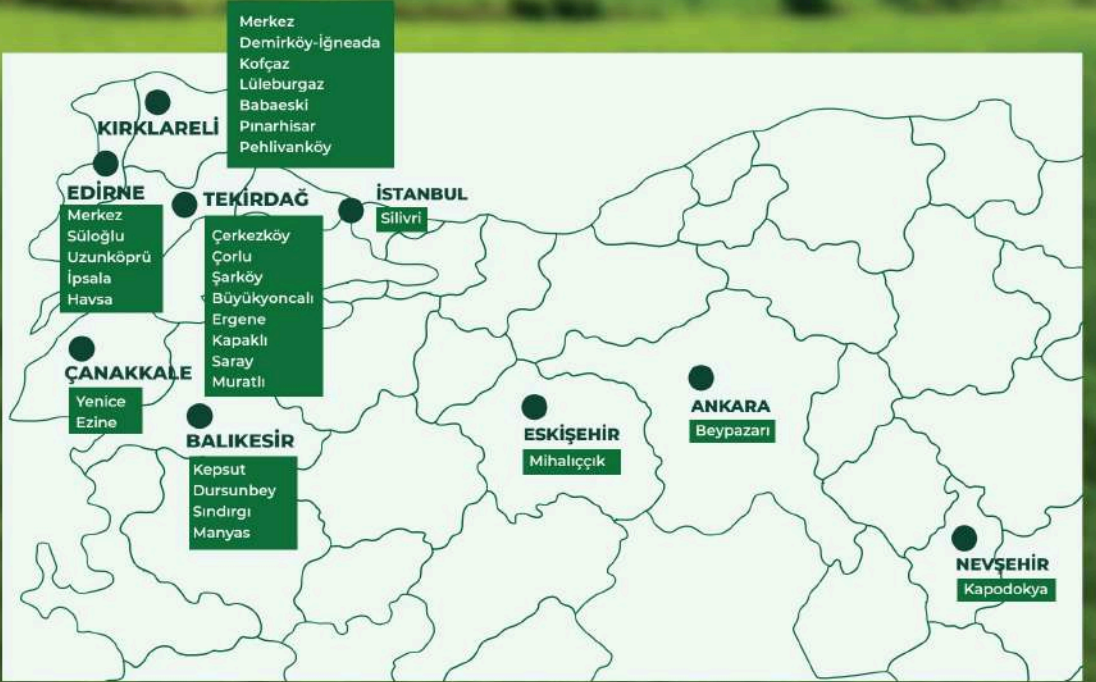 Merkez
Demirköy-İğneada
Kofçaz
Lüleburgaz
Babaeski
Pınarhisar
Pehlivanköy
KIRKLARELİ
EDİRNE
Merkez
Süloğlu
Uzunköprü
İpsala
Havsa
TEKİRDAĞ
Çerkezköy
Çorlu
Şarköy
Büyükyoncalı
Ergene
Kapaklı
Saray
Muratlı
İSTANBUL
Silivri
ÇANAKKALE
Yenice
Ezine
BALIKESİR
Kepsut
Dursunbey
Sındırgı
Manyas
ESKİŞEHİR
Mihalıççık
ANKARA
Beypazarı
NEVŞEHİR
Kapodokya